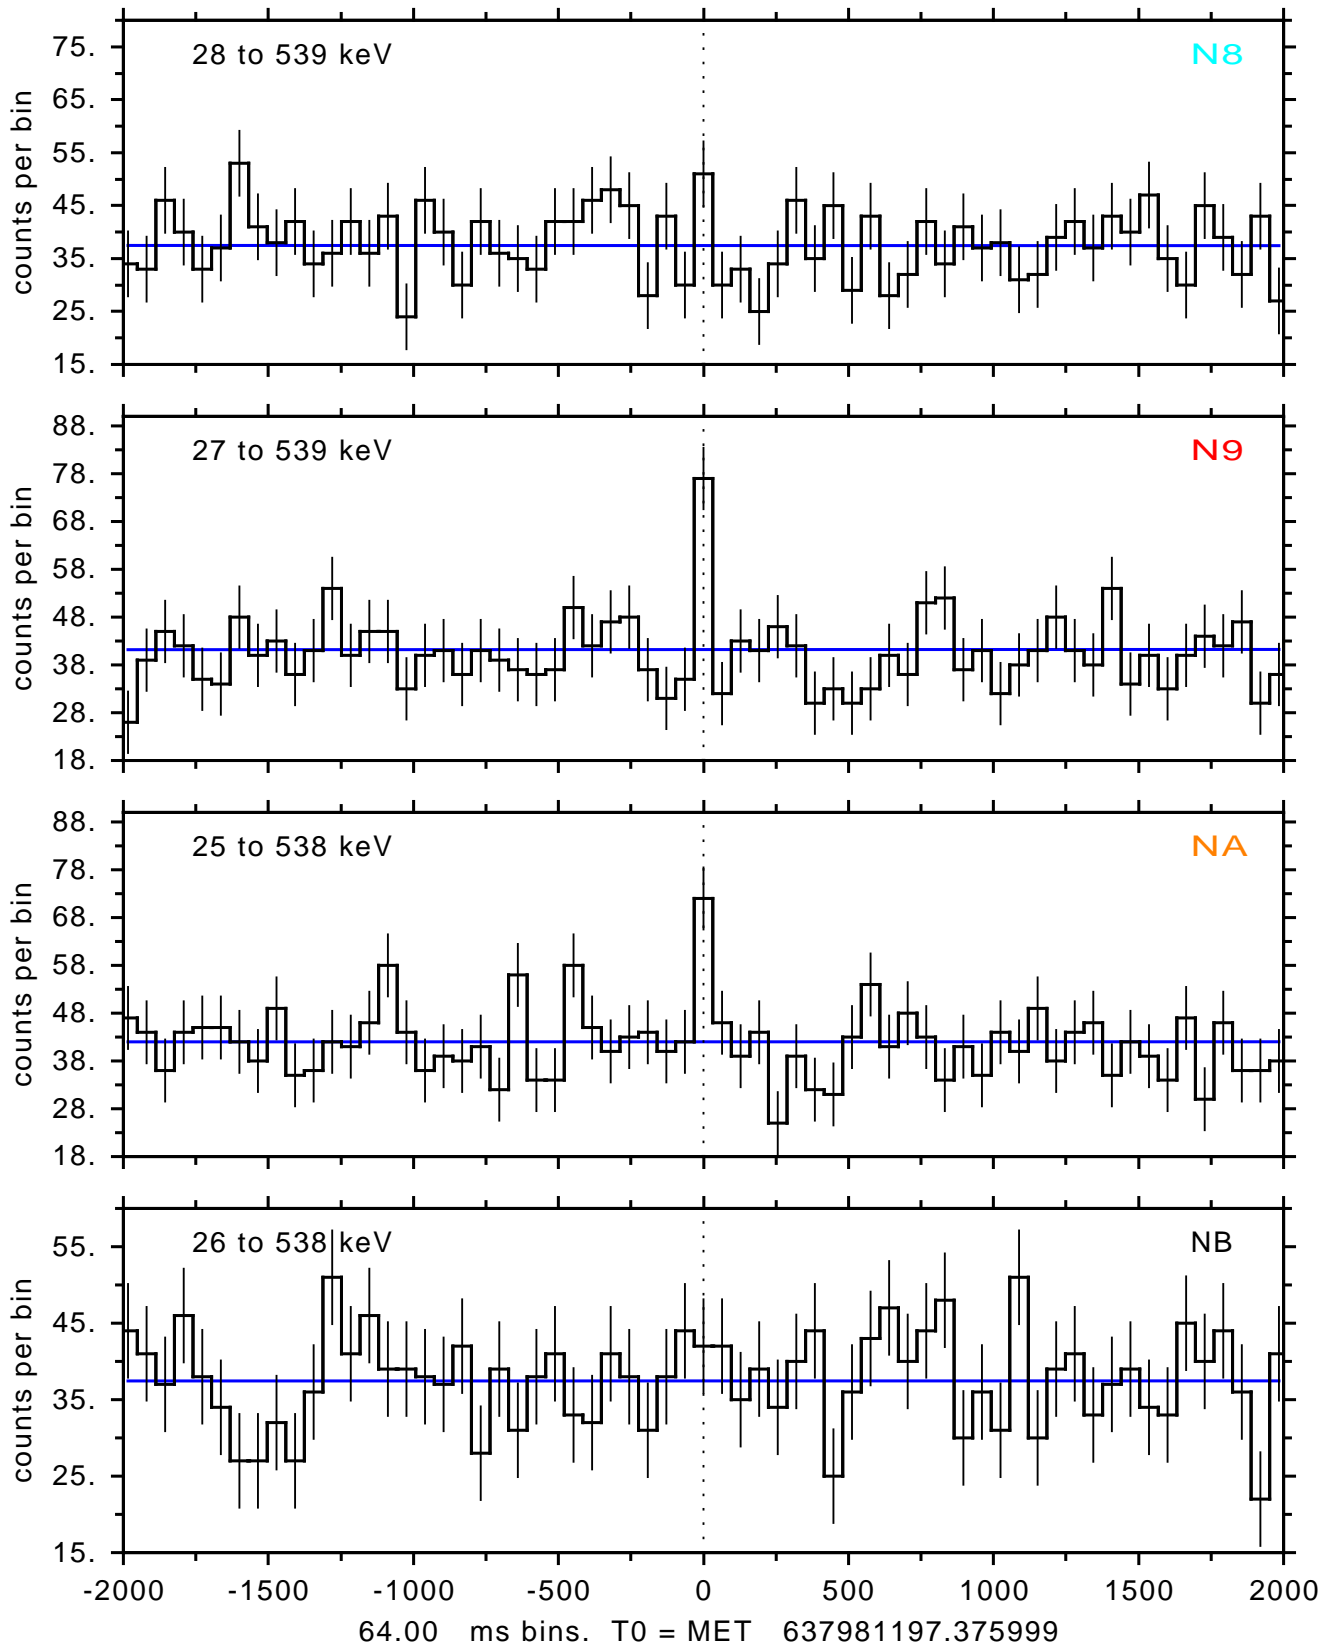 28 to 539 keV N8
75.
65.
55.
45.
35.
25.
15.
counts per bin
27 to 539 keV N9
88.
78.
68.
58.
48.
38.
28.
18.
counts per bin
25 to 538 keV NA
88.
78.
68.
58.
48.
38.
28.
18.
counts per bin
26 to 538 keV NB
55.
45.
35.
25.
15.
counts per bin
-2000 -1500 -1000 -500 0 500 1000 1500 2000
64.00 ms bins. T0 = MET 637981197.375999